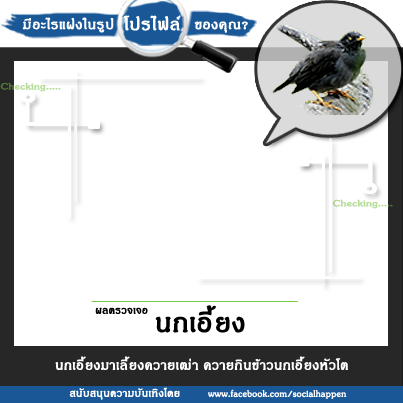 มีอะไรแฝงในรูป โปรไฟล์ ของคุณ?
Checking.....
Checking.....
ผลตรวจเจอ นกเอี้ยง
นกเอี้ยงมาเลี้ยงควายเฒ่า ควายกินข้าวนกเอี้ยงหัวโต
สนับสนุนความบันเทิงโดย www.facebook.com/socialhappen